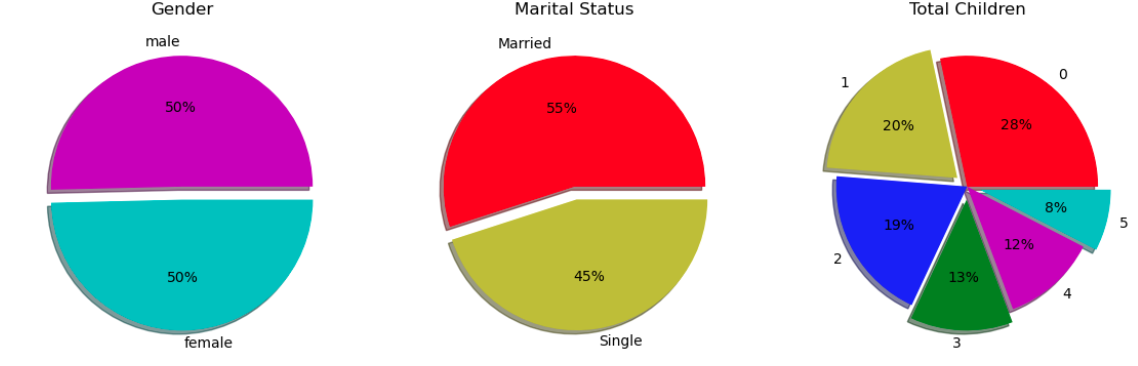 Gender
male
50%
50%
female
Marital Status
Married
55%
45%
Single
Total Children
0
1
28%
20%
19%
8%
5
12%
2
13%
4
3